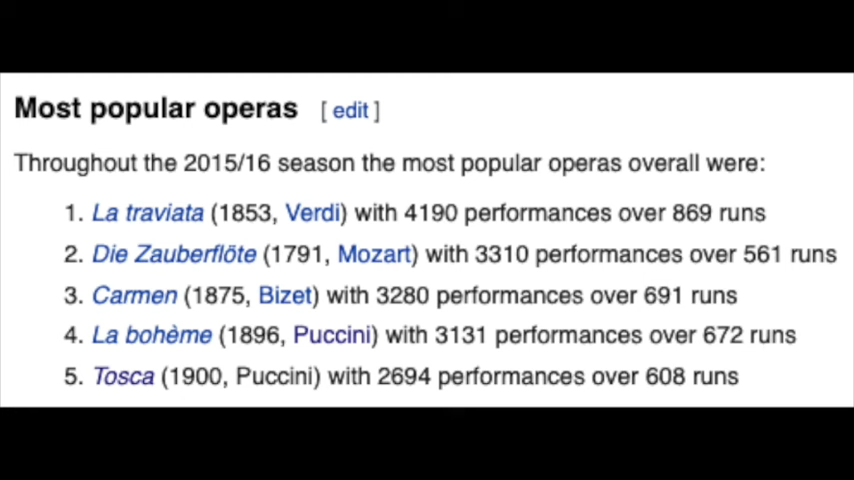 Most popular operas [ edit ]
Throughout the 2015/16 season the most popular operas overall were:
1. La traviata (1853, Verdi) with 4190 performances over 869 runs
2. Die Zauberflöte (1791, Mozart) with 3310 performances over 561 runs
3. Carmen (1875, Bizet) with 3280 performances over 691 runs
4. La bohème (1896, Puccini) with 3131 performances over 672 runs
5. Tosca (1900, Puccini) with 2694 performances over 608 runs